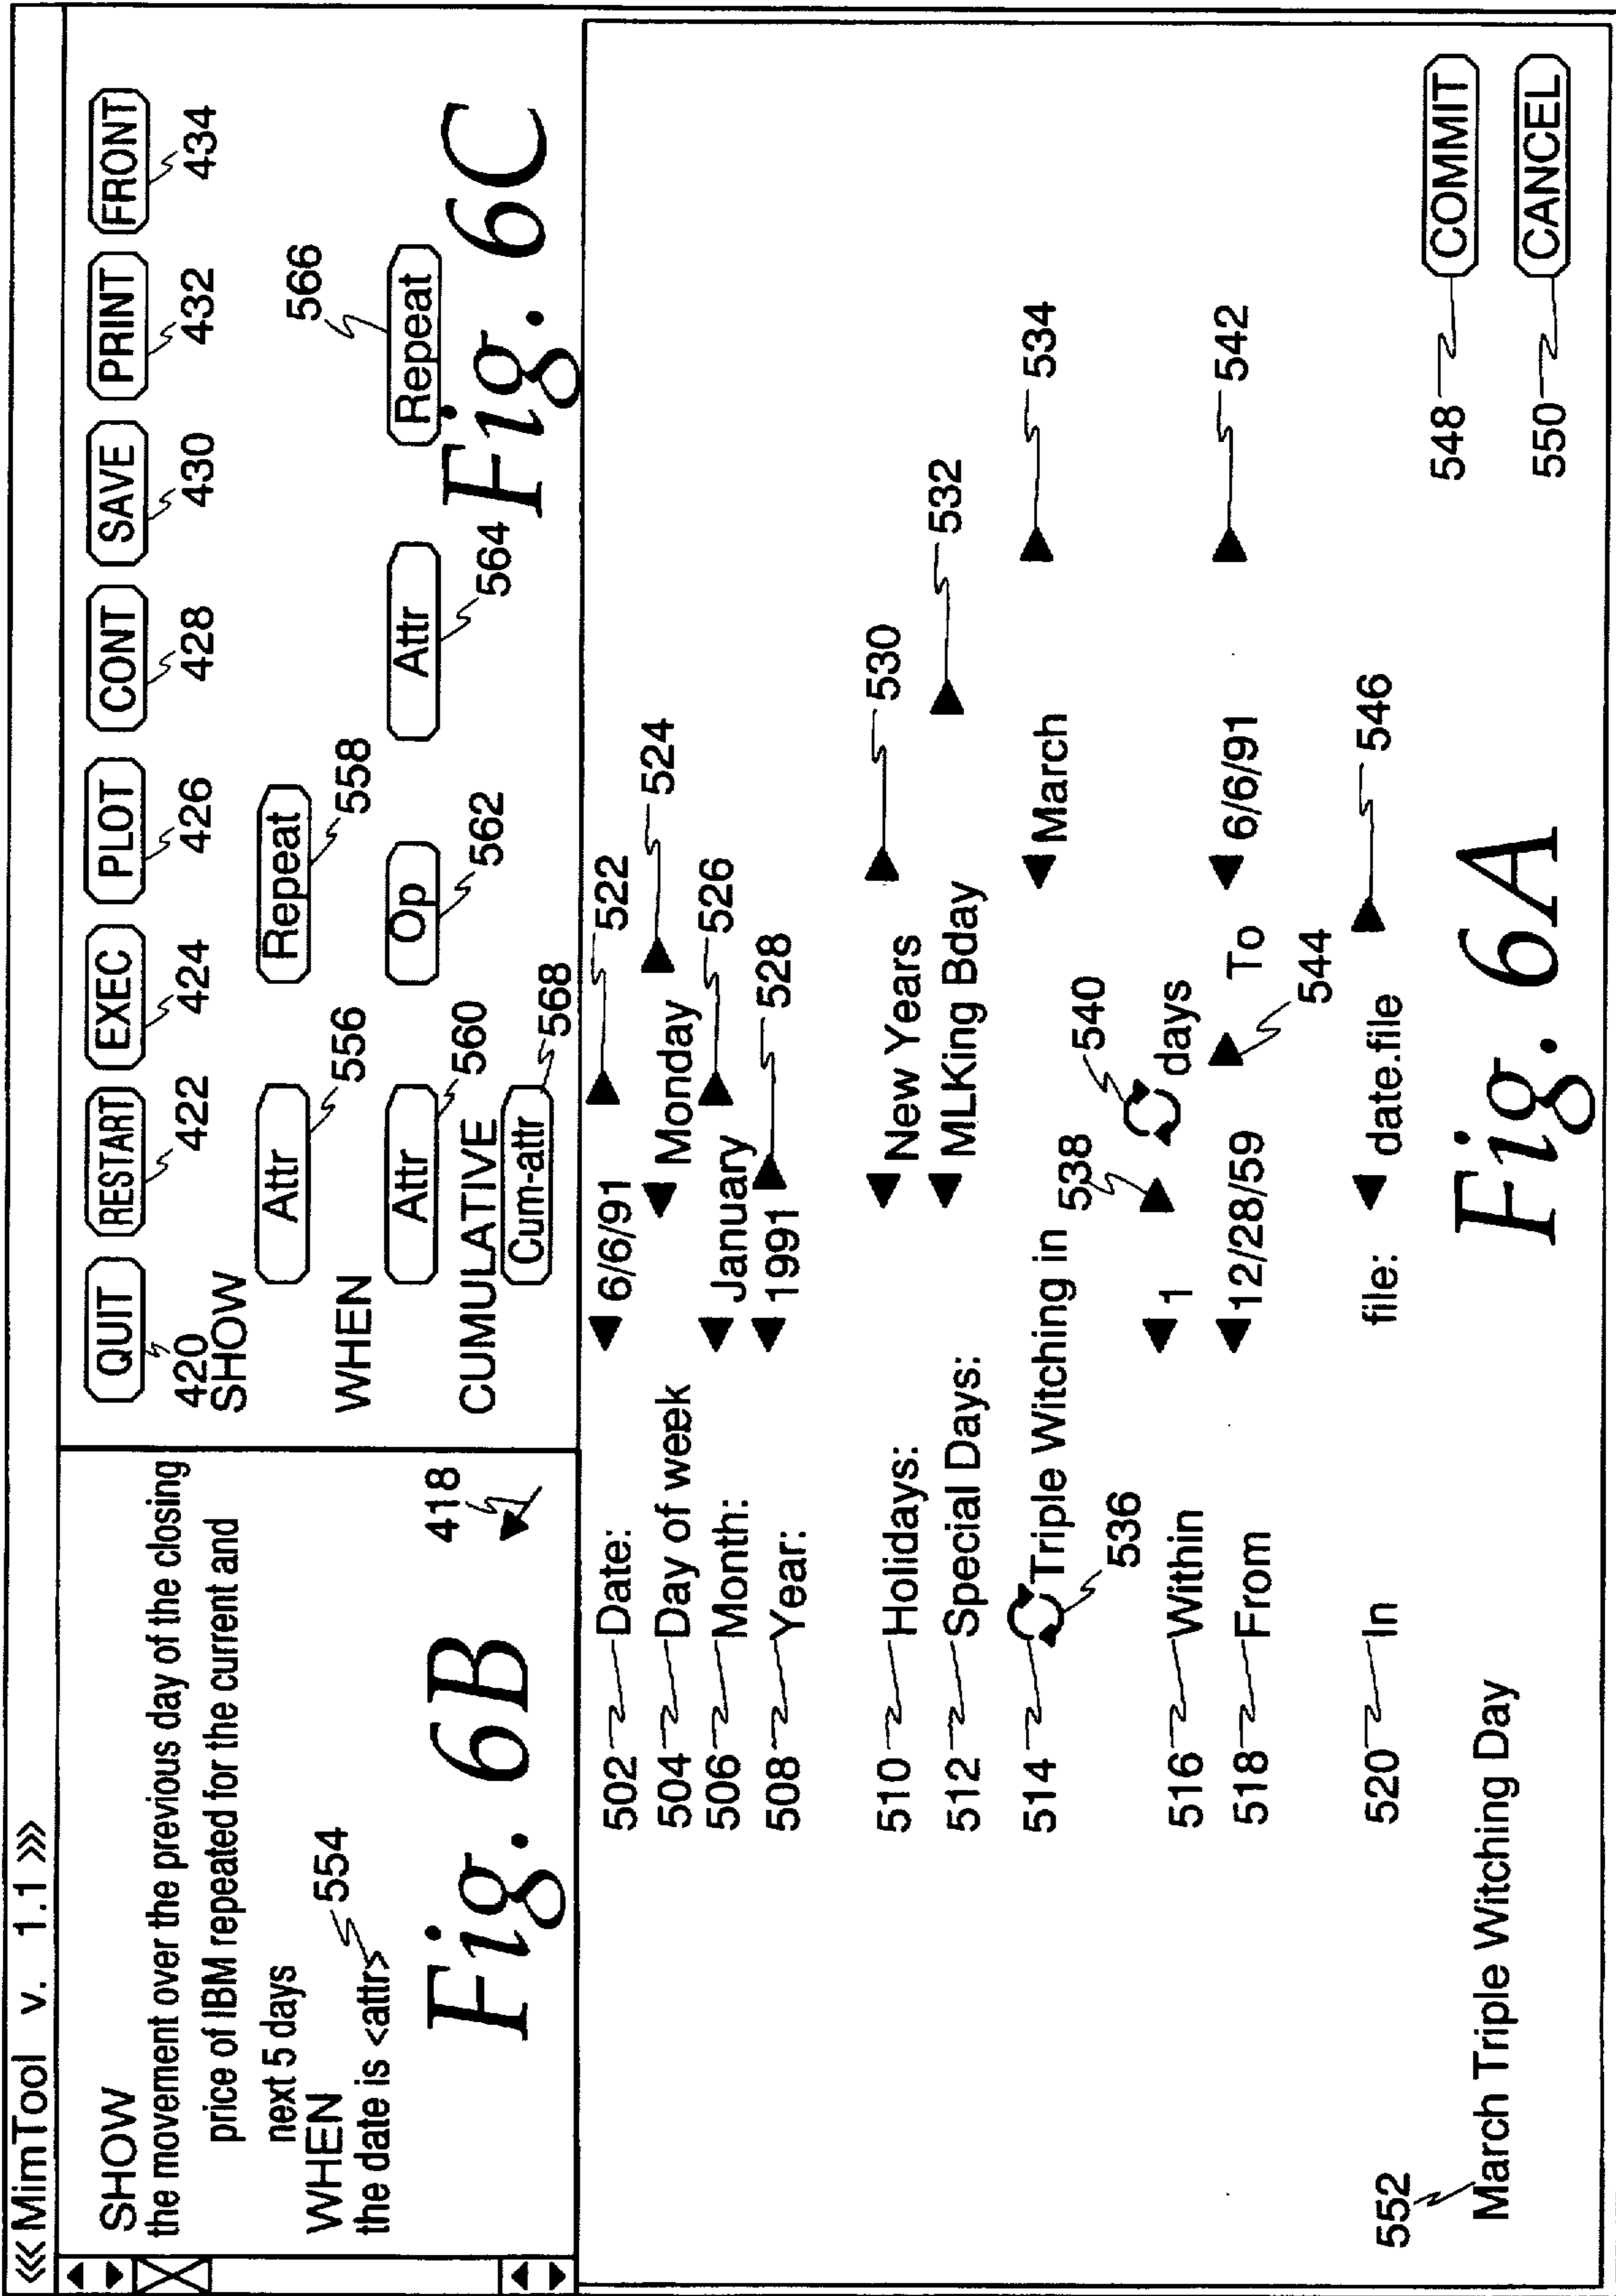 <<< MimTool v. 1.1 >>>
SHOW
the movement over the previous day of the closing
price of IBM repeated for the current and
next 5 days
WHEN
the date is <attr> 554
418
Fig. 6B
QUIT RESTART EXEC PLOT CONT SAVE PRINT FRONT
420 422 424 426 428 430 432 434
SHOW
Attr Repeat
556 558 566
WHEN
Attr Op Attr Repeat
560 562 564
CUMULATIVE
Cum-attr 568
Fig. 6C
502 Date: 6/6/91 522
504 Day of week Monday 524
506 Month: January 526
508 Year: 1991 528
510 Holidays: New Years 530
512 Special Days: MLKing Bday 532
514 Triple Witching in March 534
536 538 540
516 Within 1 days
518 From 12/28/59 To 6/6/91 542
544
520 In file: date.file 546
552
March Triple Witching Day
548 COMMIT
550 CANCEL
Fig. 6A